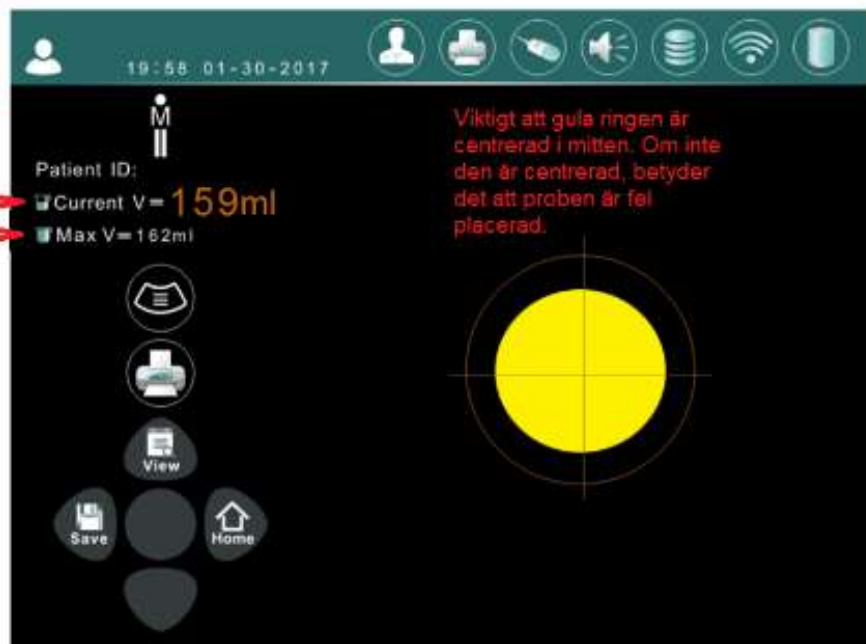 19:58 01-30-2017
M
Patient ID:
Current V=159ml
Max V=162ml
View
Save
Home
Viktigt att gula ringen är
centrerad i mitten. Om inte
den är centrerad, betyder
det att proben är fel
placerad.